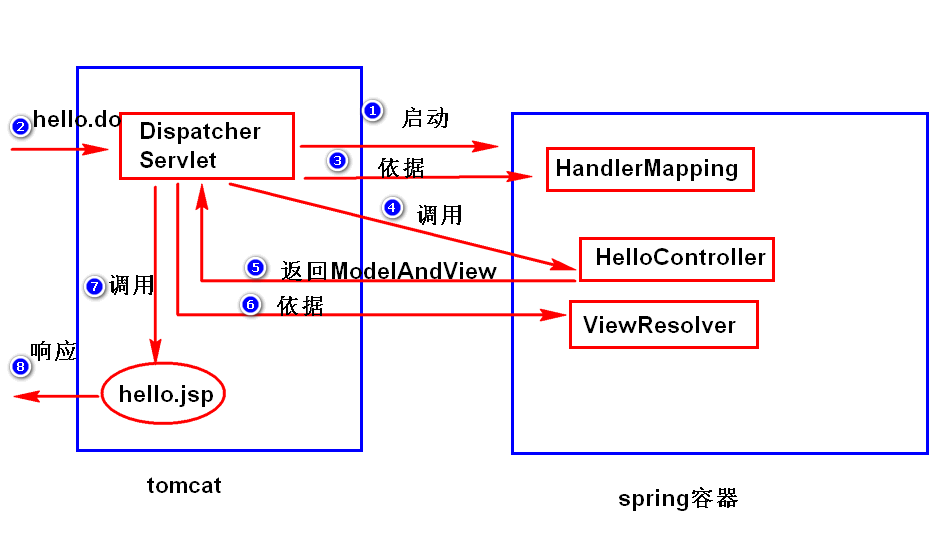 ① 启动
② hello.do
Dispatcher
Servlet
③ 依据
HandlerMapping
④ 调用
HelloController
⑤ 返回ModelAndView
⑥ 依据
ViewResolver
⑦ 调用
⑧ 响应
hello.jsp
tomcat
spring容器